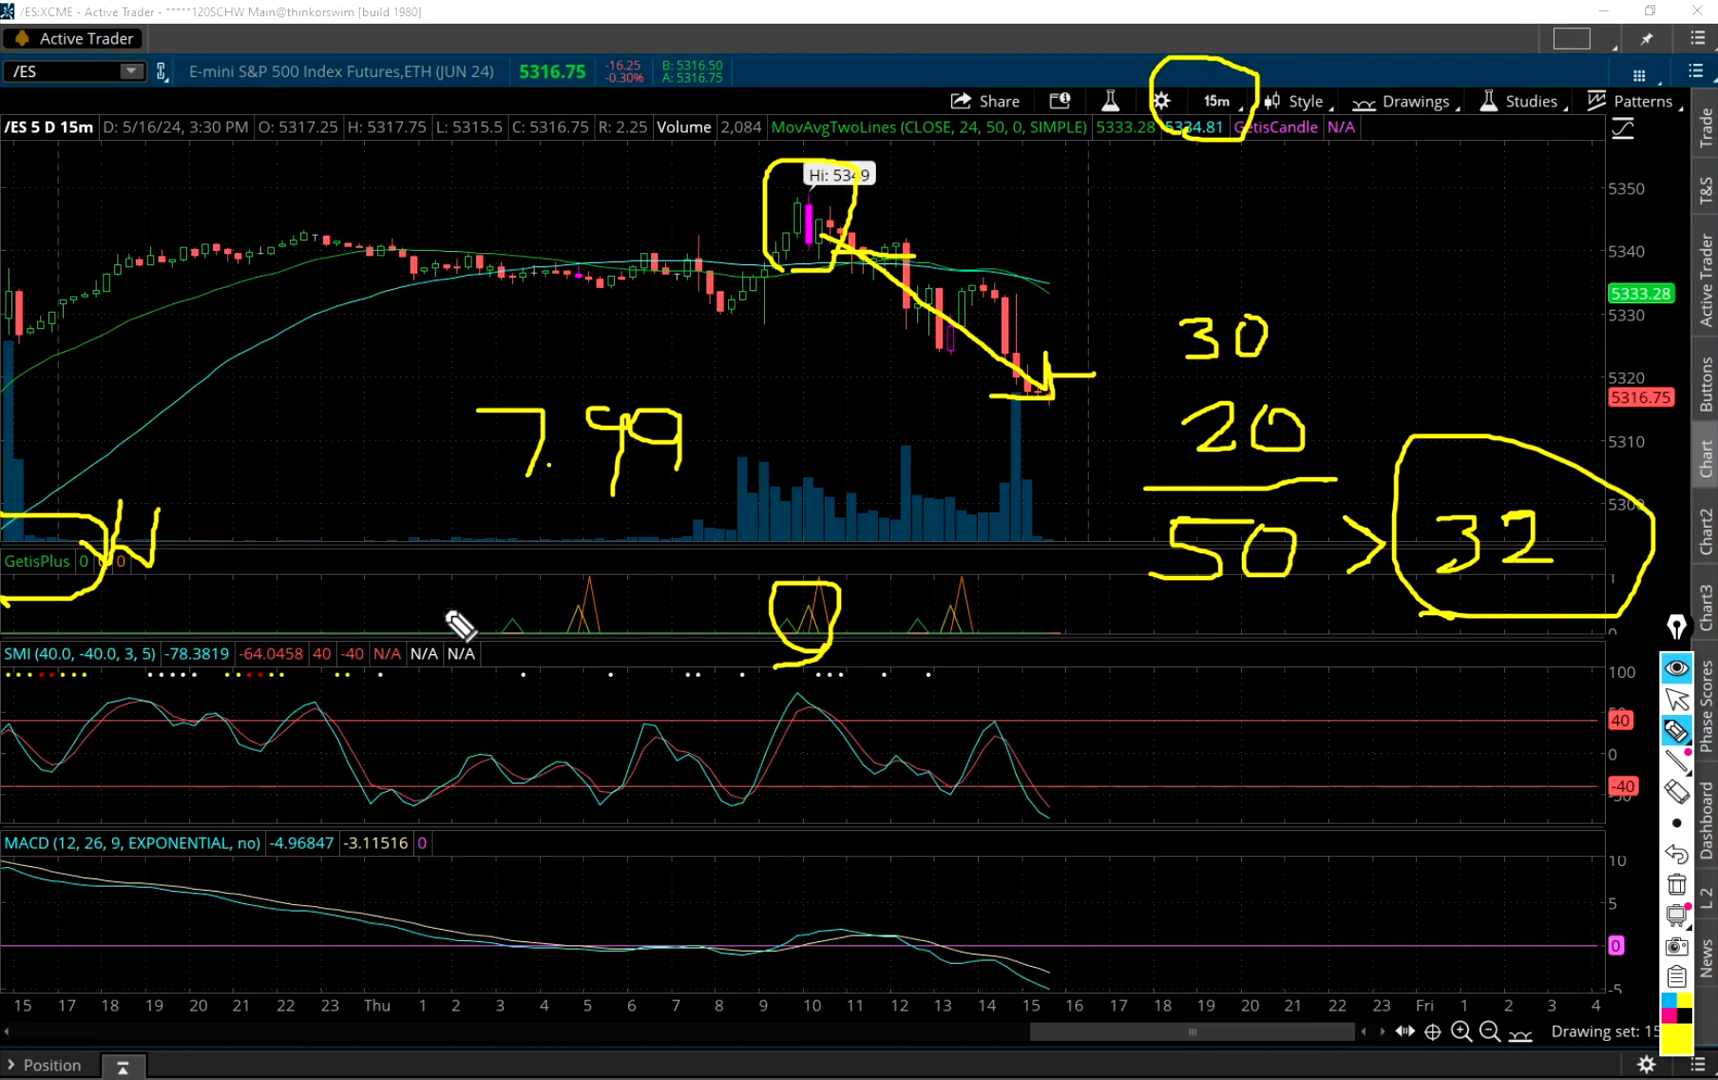 /ES:XCME - Active Trader - *****120SCHW Main@thinkorswim [build 1980]
Active Trader
/ES E-mini S&P 500 Index Futures,ETH (JUN 24) 5316.75 -16.25 -0.30% B: 5316.50 A: 5316.75
Share 15m Style Drawings Studies Patterns
/ES 5 D 15m D: 5/16/24, 3:30 PM O: 5317.25 H: 5317.75 L: 5315.5 C: 5316.75 R: 2.25 Volume 2,084 MovAvgTwoLines (CLOSE, 24, 50, 0, SIMPLE) 5333.28 5334.81 GetisCandle N/A
Hi: 5349
5350
5340
5330
5320
5310
5300
5333.28
5316.75
30
20
50 > 32
7.99
GetisPlus 0 0
1
0
SMI (40.0, -40.0, 3, 5) -78.3819 -64.0458 40 -40 N/A N/A N/A
100
40
0
-40
MACD (12, 26, 9, EXPONENTIAL, no) -4.96847 -3.11516 0
10
5
0
-5
15 17 18 19 20 21 22 23 Thu 1 2 3 4 5 6 7 8 9 10 11 12 13 14 15 16 17 18 19 20 21 22 23 Fri 1 2 3 4
Drawing set: 15
Position
Trade
T&S
Active Trader
Buttons
Chart
Chart2
Chart3
Phase Scores
Dashboard
L 2
News